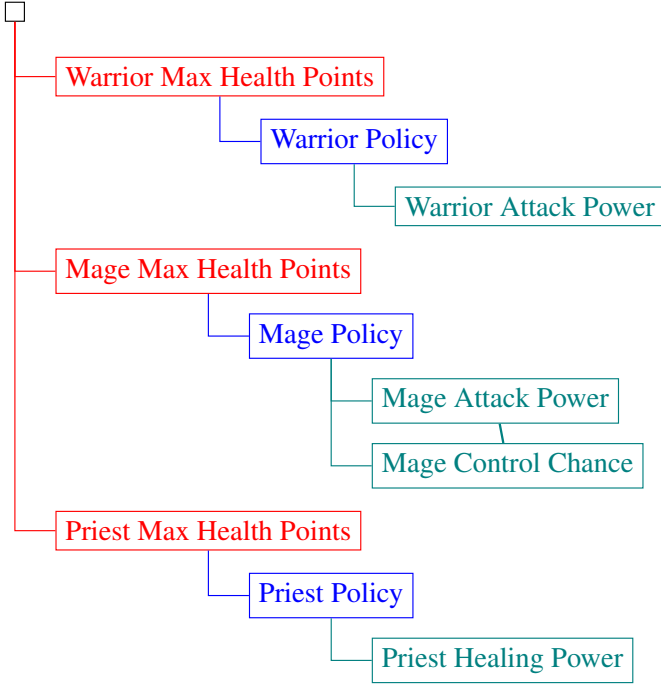 Warrior Max Health Points
Warrior Policy
Warrior Attack Power
Mage Max Health Points
Mage Policy
Mage Attack Power
Mage Control Chance
Priest Max Health Points
Priest Policy
Priest Healing Power